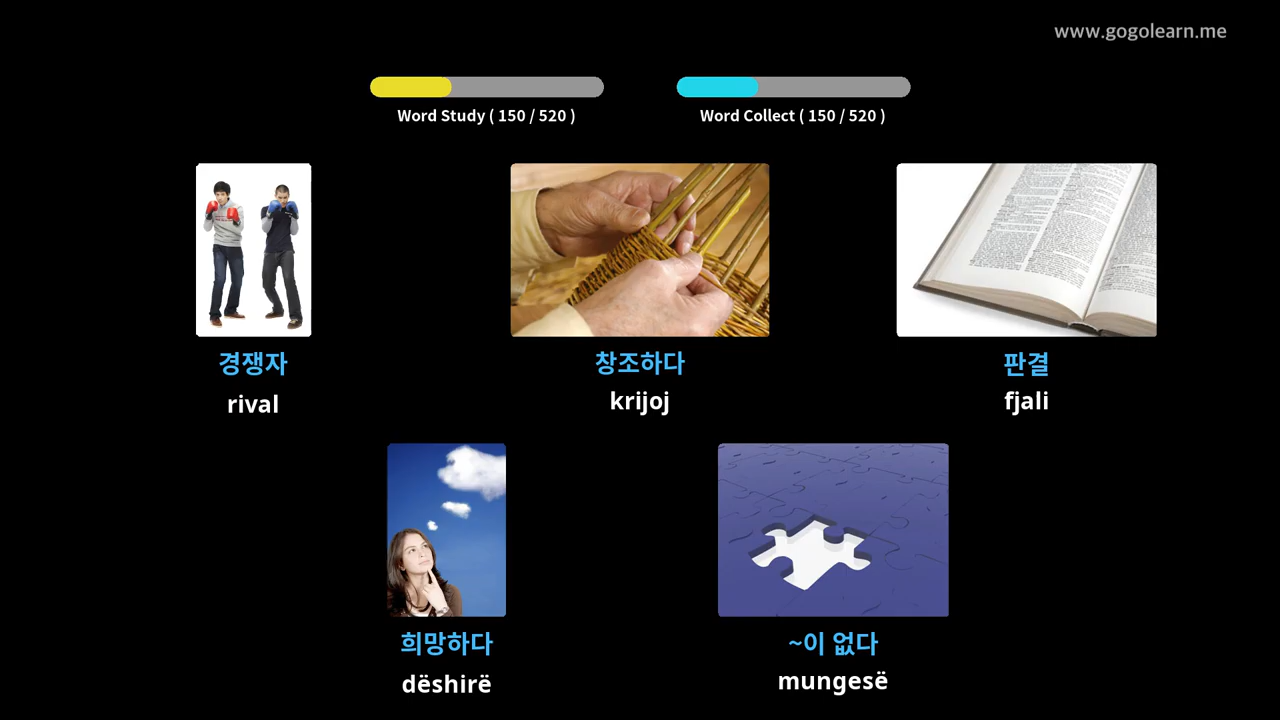 www.gogolearn.me
Word Study ( 150 / 520 )
Word Collect ( 150 / 520 )
경쟁자
rival
창조하다
krijoj
판결
fjali
희망하다
dëshirë
~이 없다
mungesë